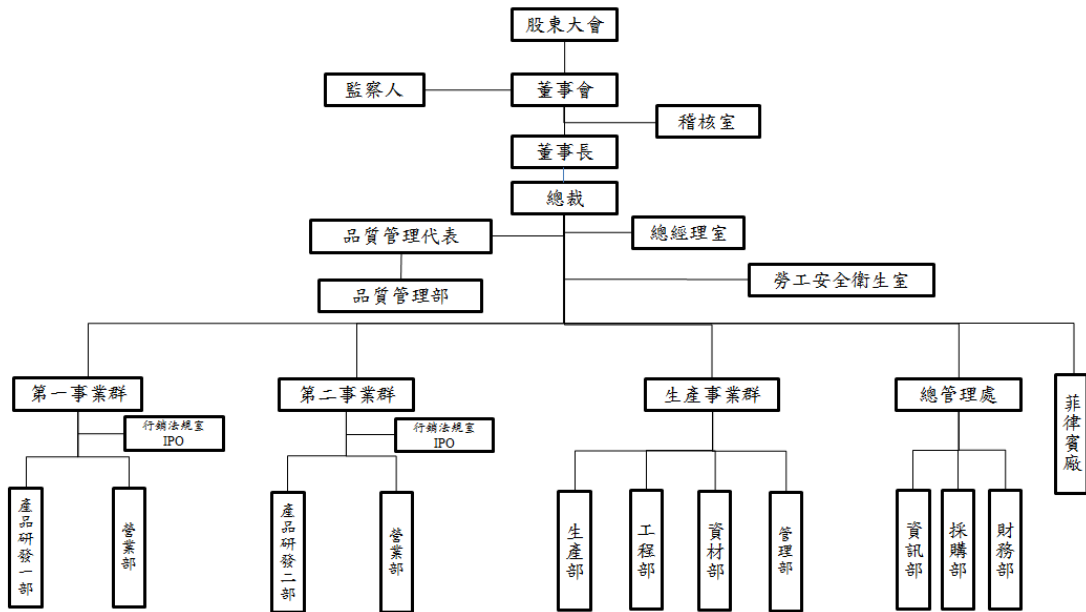 股東大會
監察人
董事會
稽核室
董事長
總裁
品質管理代表
總經理室
品質管理部
勞工安全衛生室
第一事業群
第二事業群
生產事業群
總管理處
菲律賓廠
行銷法規室
IPO
行銷法規室
IPO
產品研發一部
營業部
產品研發二部
營業部
生產部
工程部
資材部
管理部
資訊部
採購部
財務部